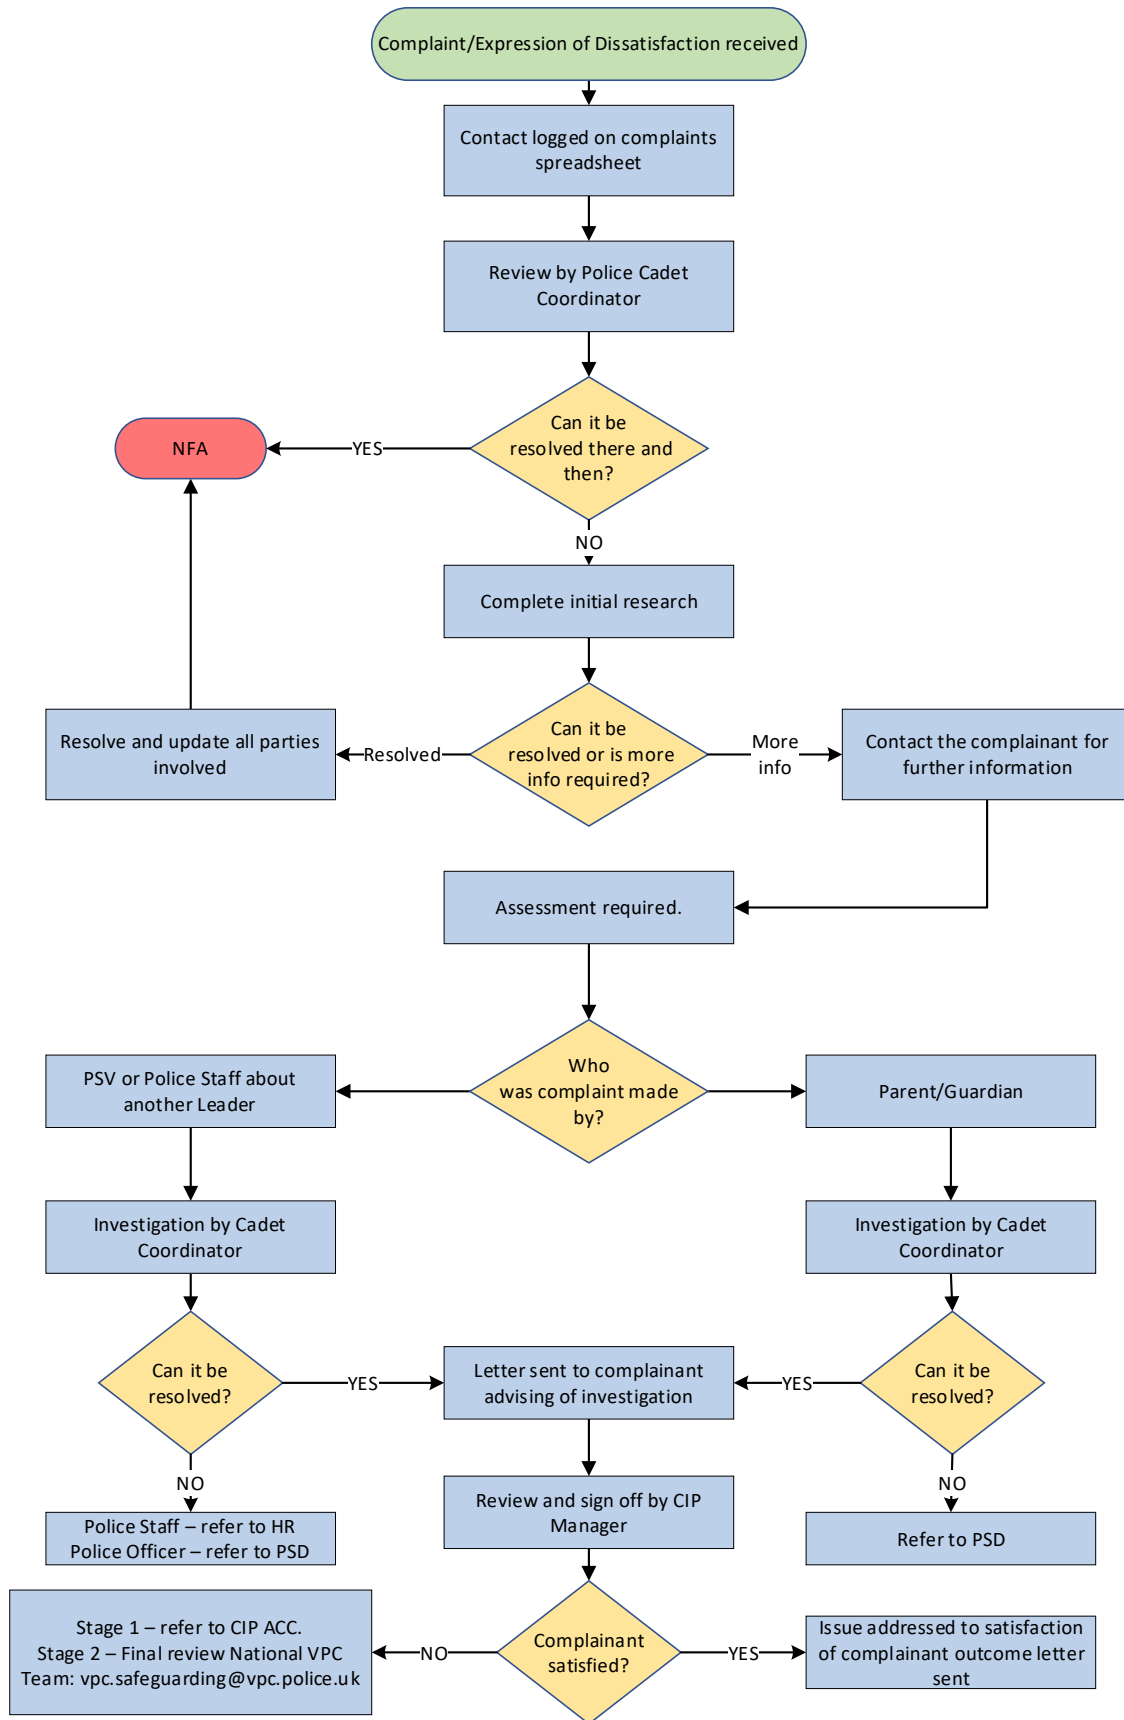 Complaint/Expression of Dissatisfaction received
Contact logged on complaints
spreadsheet
Review by Police Cadet
Coordinator
Can it be
resolved there and
then?
YES
NFA
NO
Complete initial research
Can it be
resolved or is more
info required?
Resolved
Resolve and update all parties
involved
More
info
Contact the complainant for
further information
Assessment required.
Who
was complaint made
by?
PSV or Police Staff about
another Leader
Parent/Guardian
Investigation by Cadet
Coordinator
Investigation by Cadet
Coordinator
Can it be
resolved?
YES
Letter sent to complainant
advising of investigation
YES
Can it be
resolved?
NO
NO
Police Staff – refer to HR
Police Officer – refer to PSD
Review and sign off by CIP
Manager
Refer to PSD
Stage 1 – refer to CIP ACC.
Stage 2 – Final review National VPC
Team: vpc.safeguarding@vpc.police.uk
NO
Complainant
satisfied?
YES
Issue addressed to satisfaction
of complainant outcome letter
sent